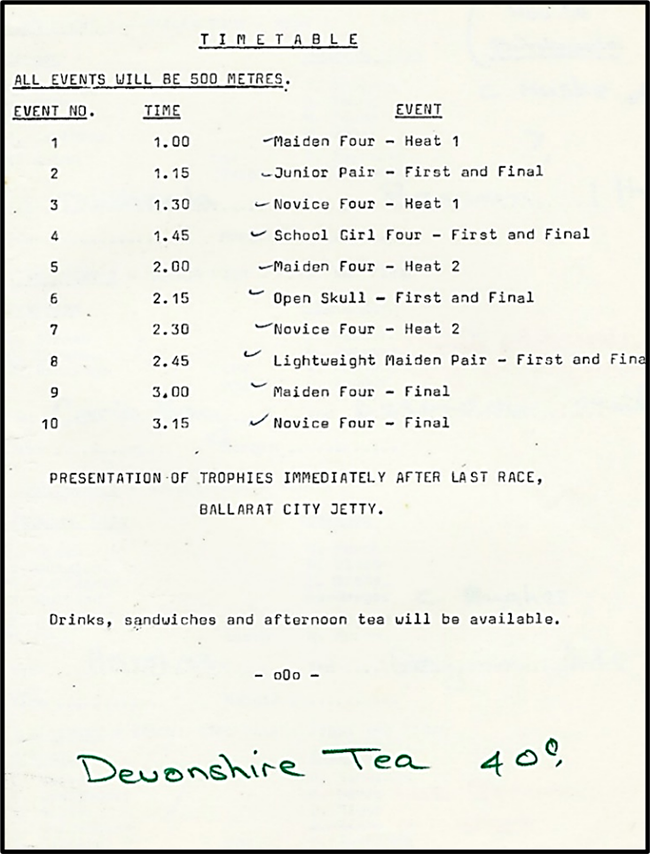 TIMETABLE
ALL EVENTS WILL BE 500 METRES.
EVENT NO. TIME EVENT
1 1.00 Maiden Four - Heat 1
2 1.15 Junior Pair - First and Final
3 1.30 Novice Four - Heat 1
4 1.45 School Girl Four - First and Final
5 2.00 Maiden Four - Heat 2
6 2.15 Open Skull - First and Final
7 2.30 Novice Four - Heat 2
8 2.45 Lightweight Maiden Pair - First and Fina
9 3.00 Maiden Four - Final
10 3.15 Novice Four - Final
PRESENTATION OF TROPHIES IMMEDIATELY AFTER LAST RACE,
BALLARAT CITY JETTY.
Drinks, sandwiches and afternoon tea will be available.
- oOo -
Devonshire Tea 40c